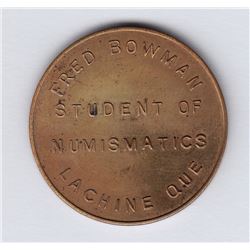 FRED BOWMAN
STUDENT OF
NUMISMATICS
LACHINE QUE